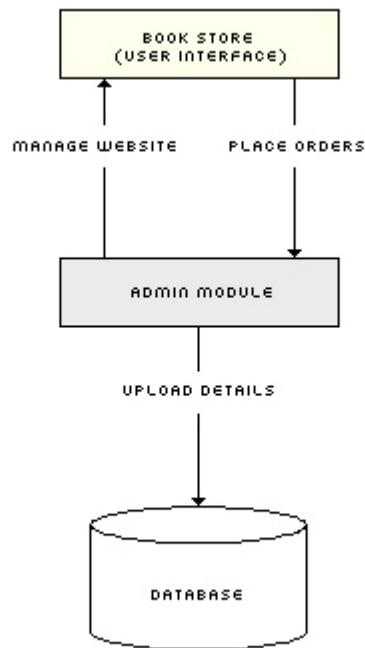 BOOK STORE
(USER INTERFACE)
MANAGE WEBSITE
PLACE ORDERS
ADMIN MODULE
UPLOAD DETAILS
DATABASE